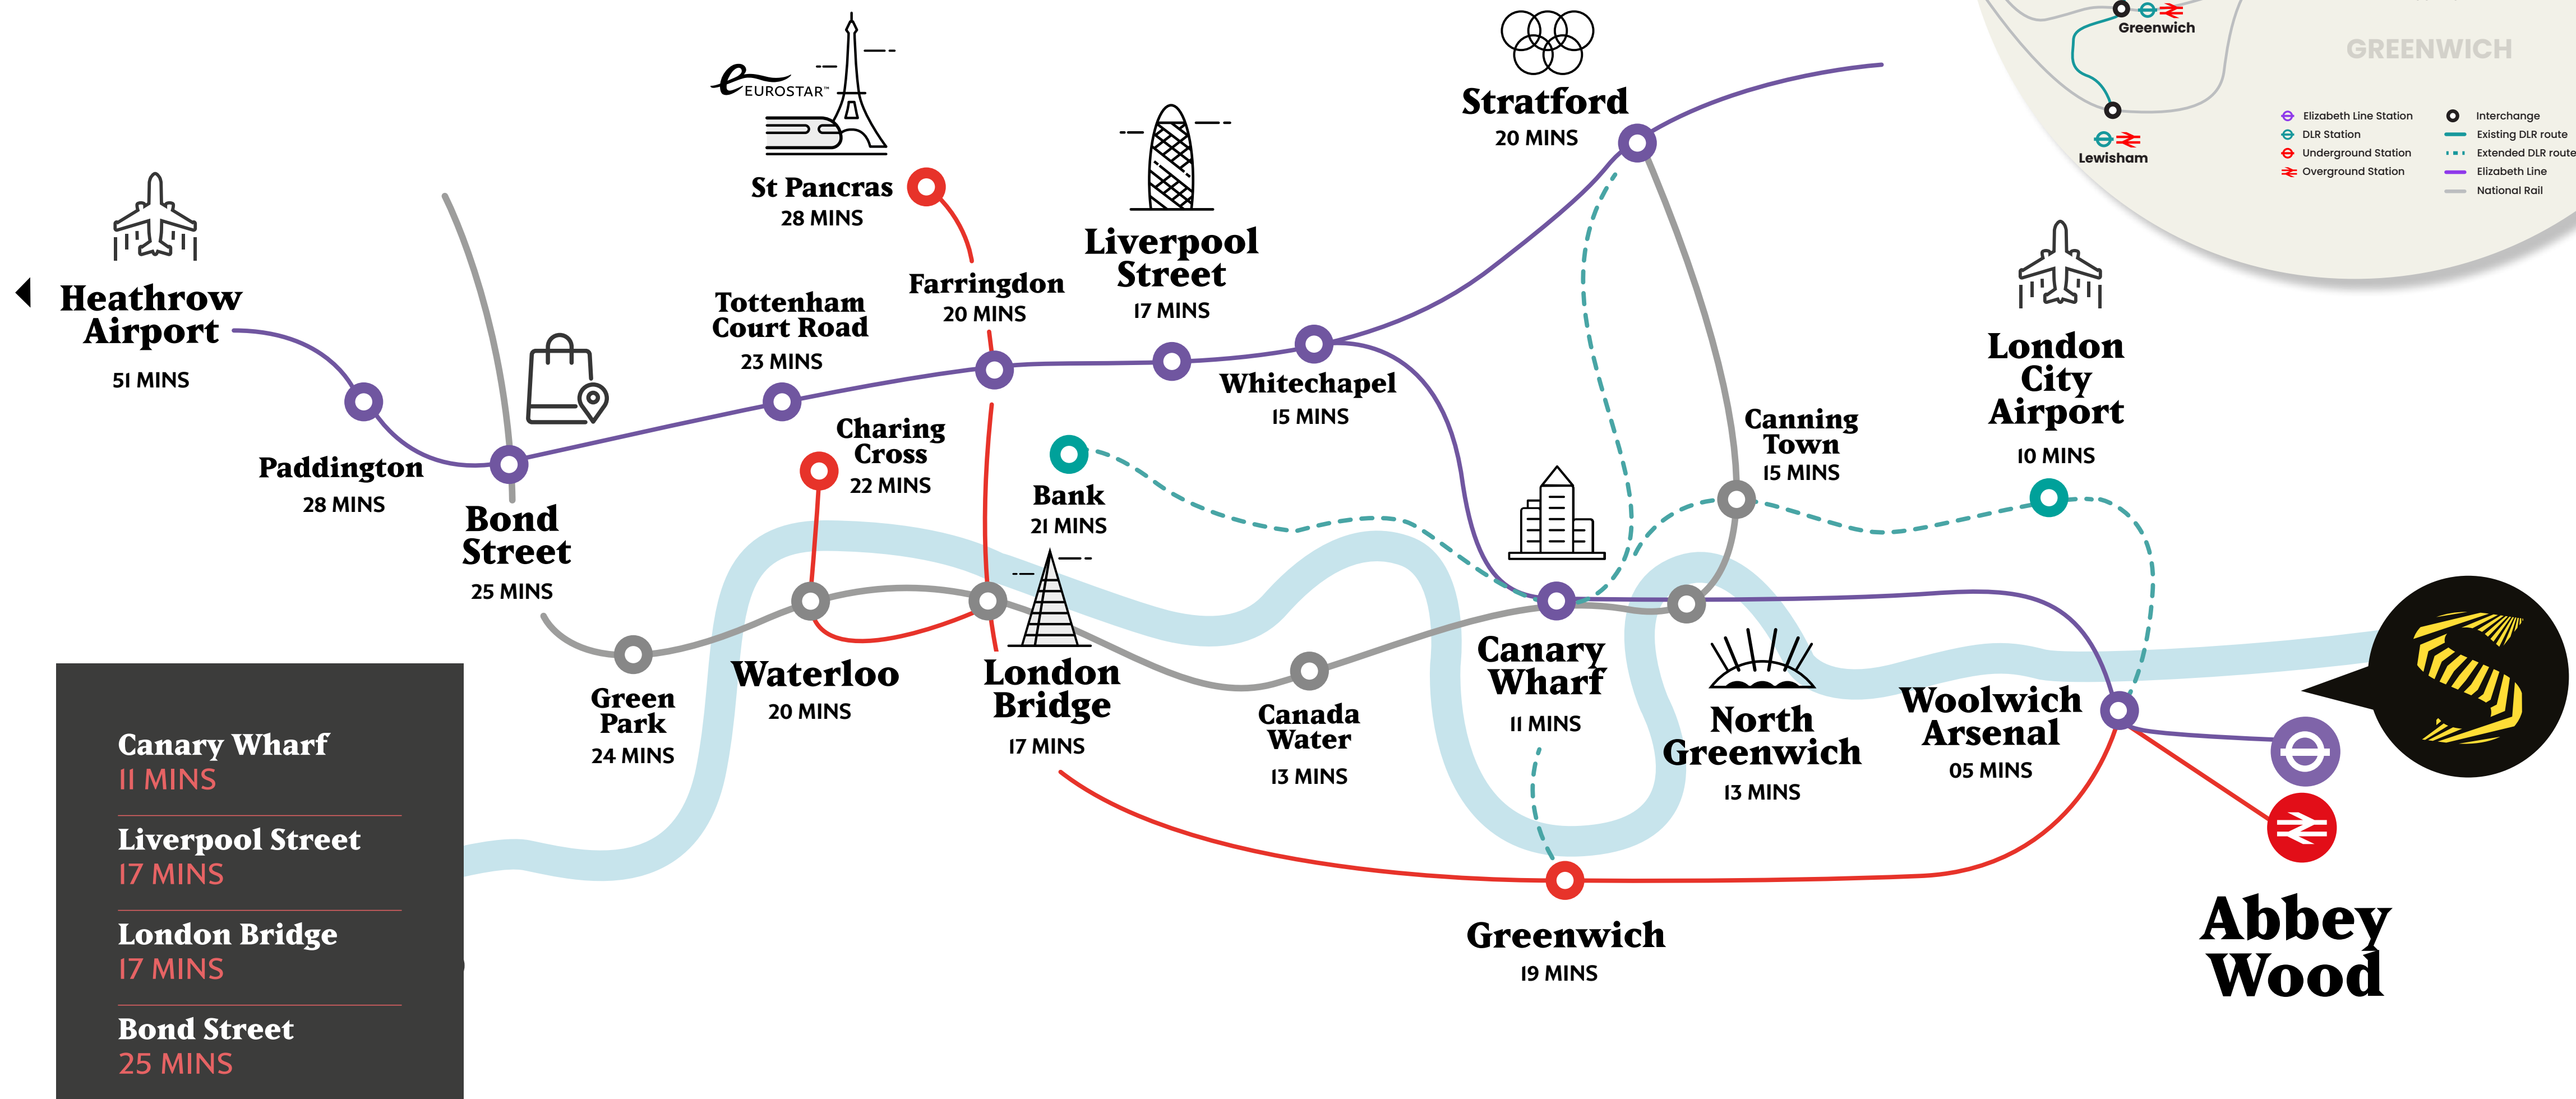 Greenwich
GREENWICH
Elizabeth Line Station
DLR Station
Underground Station
Overground Station
Interchange
Existing DLR route
Extended DLR route
Elizabeth Line
National Rail
Lewisham
EUROSTAR™
St Pancras
28 MINS
Stratford
20 MINS
Liverpool
Street
17 MINS
Heathrow
Airport
51 MINS
Tottenham
Court Road
23 MINS
Farringdon
20 MINS
Whitechapel
15 MINS
London
City
Airport
10 MINS
Canning
Town
15 MINS
Paddington
28 MINS
Charing
Cross
22 MINS
Bank
21 MINS
Bond
Street
25 MINS
Green
Park
24 MINS
Waterloo
20 MINS
London
Bridge
17 MINS
Canada
Water
13 MINS
Canary
Wharf
11 MINS
North
Greenwich
13 MINS
Woolwich
Arsenal
05 MINS
Greenwich
19 MINS
Abbey
Wood
Canary Wharf
11 MINS
Liverpool Street
17 MINS
London Bridge
17 MINS
Bond Street
25 MINS